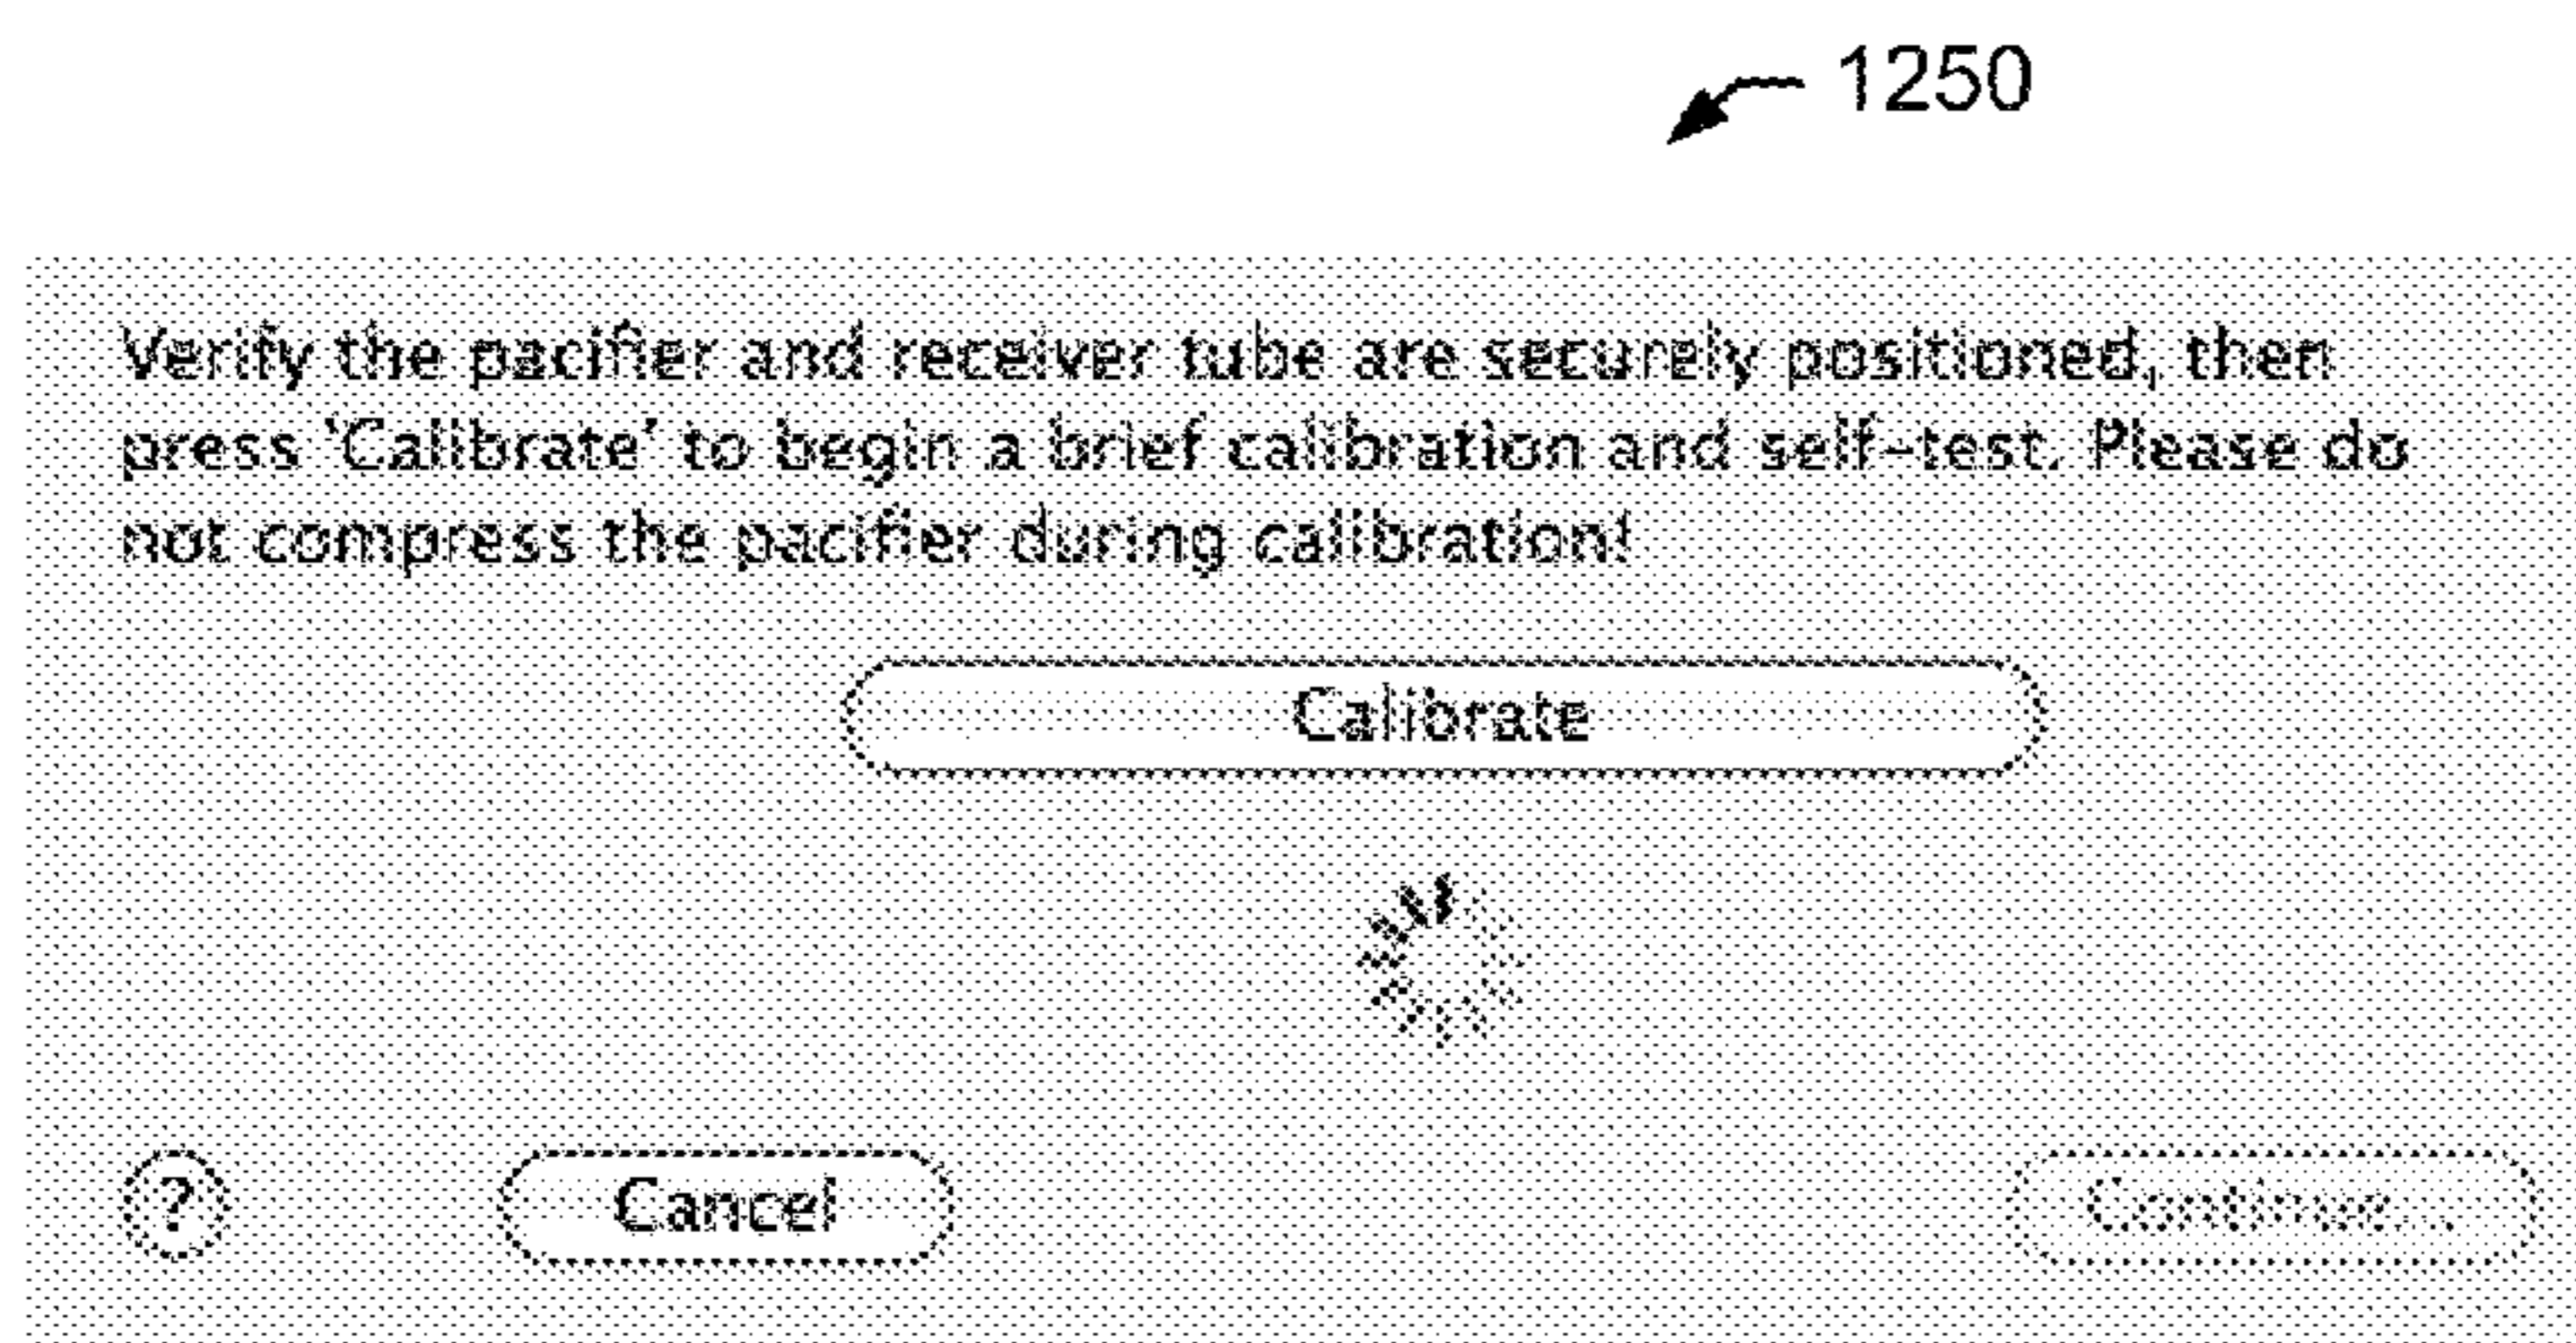 1250
Verify the pacifier and receiver tube are securely positioned, then
press 'Calibrate' to begin a brief calibration and self-test. Please do
not compress the pacifier during calibration!
Calibrate
? Cancel Continue...